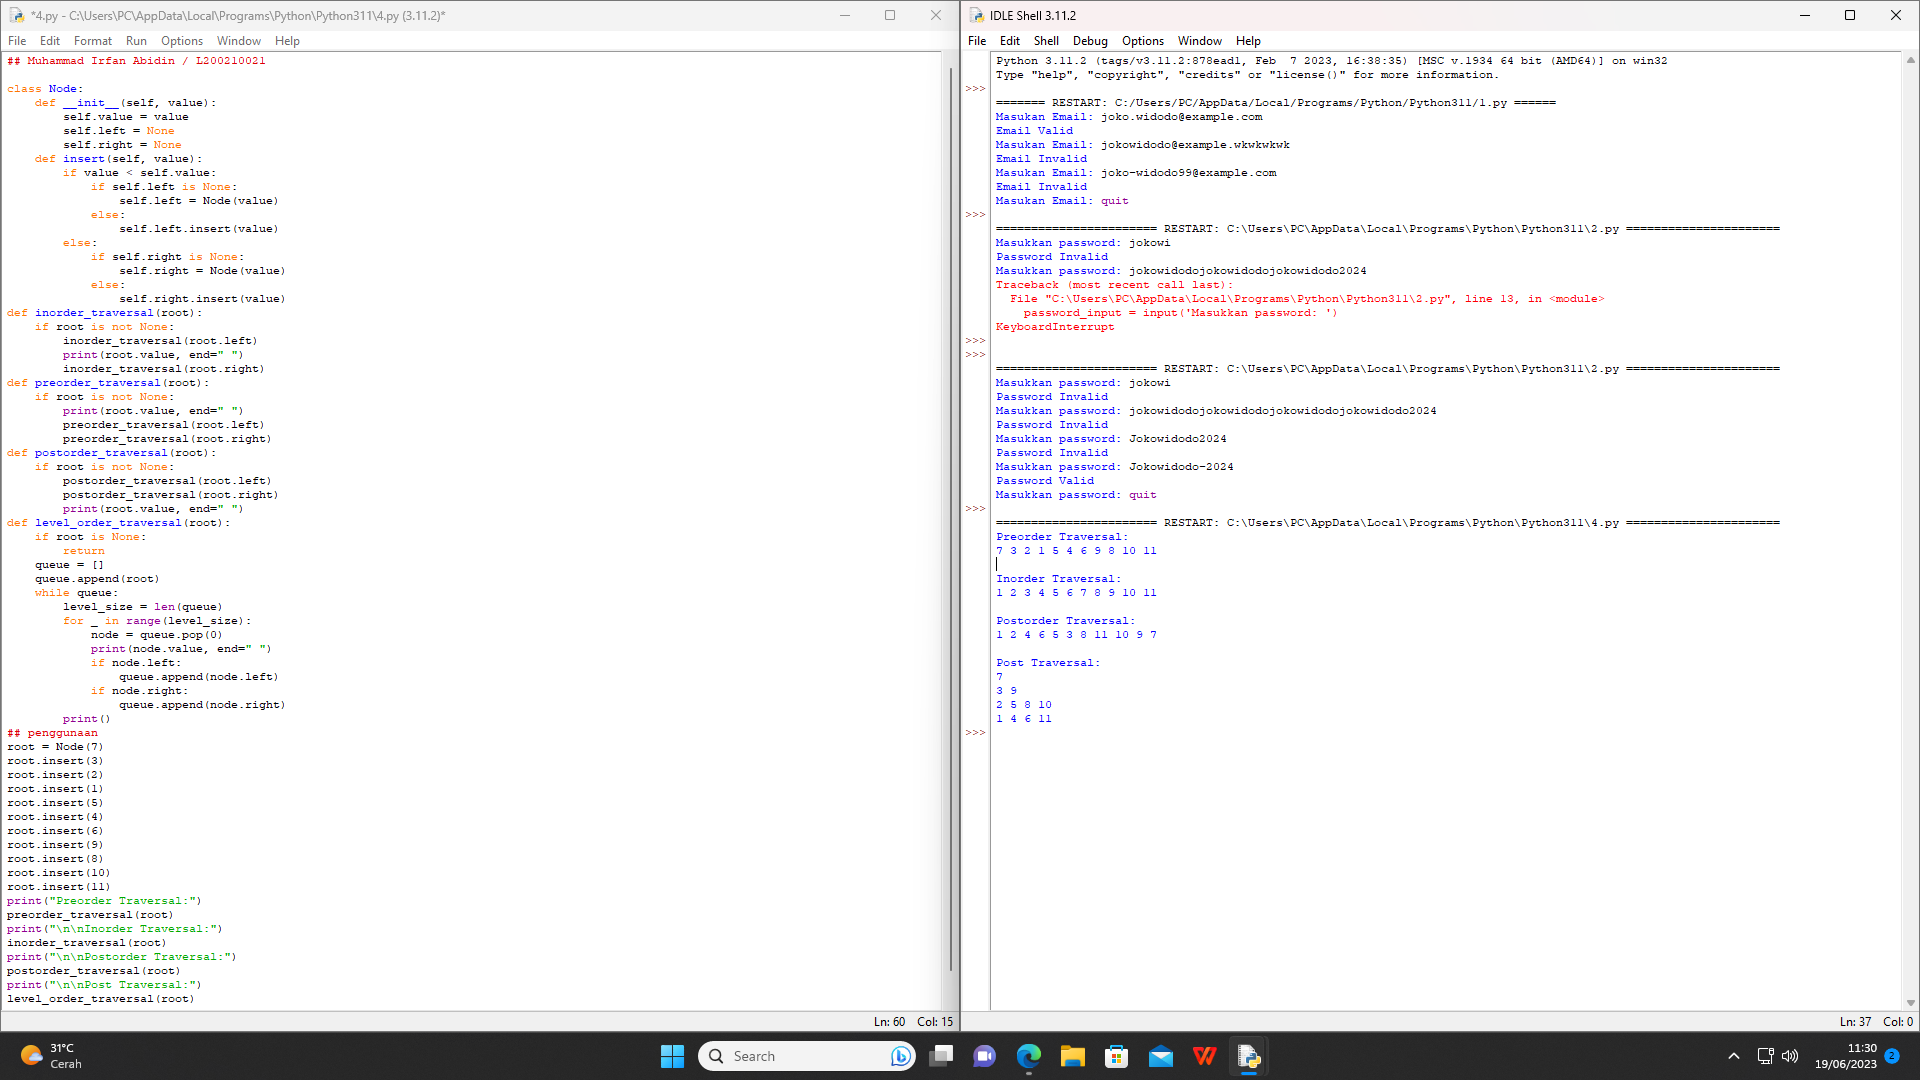 *4.py - C:\Users\PC\AppData\Local\Programs\Python\Python311\4.py (3.11.2)*
File Edit Format Run Options Window Help
## Muhammad Irfan Abidin / L200210021
class Node:
    def __init__(self, value):
        self.value = value
        self.left = None
        self.right = None
    def insert(self, value):
        if value < self.value:
            if self.left is None:
                self.left = Node(value)
            else:
                self.left.insert(value)
        else:
            if self.right is None:
                self.right = Node(value)
            else:
                self.right.insert(value)
def inorder_traversal(root):
    if root is not None:
        inorder_traversal(root.left)
        print(root.value, end=" ")
        inorder_traversal(root.right)
def preorder_traversal(root):
    if root is not None:
        print(root.value, end=" ")
        preorder_traversal(root.left)
        preorder_traversal(root.right)
def postorder_traversal(root):
    if root is not None:
        postorder_traversal(root.left)
        postorder_traversal(root.right)
        print(root.value, end=" ")
def level_order_traversal(root):
    if root is None:
        return
    queue = []
    queue.append(root)
    while queue:
        level_size = len(queue)
        for _ in range(level_size):
            node = queue.pop(0)
            print(node.value, end=" ")
            if node.left:
                queue.append(node.left)
            if node.right:
                queue.append(node.right)
        print()
## penggunaan
root = Node(7)
root.insert(3)
root.insert(2)
root.insert(1)
root.insert(5)
root.insert(4)
root.insert(6)
root.insert(9)
root.insert(8)
root.insert(10)
root.insert(11)
print("Preorder Traversal:")
preorder_traversal(root)
print("\n\nInorder Traversal:")
inorder_traversal(root)
print("\n\nPostorder Traversal:")
postorder_traversal(root)
print("\n\nPost Traversal:")
level_order_traversal(root)
Ln: 60 Col: 15
IDLE Shell 3.11.2
File Edit Shell Debug Options Window Help
Python 3.11.2 (tags/v3.11.2:878ead1, Feb  7 2023, 16:38:35) [MSC v.1934 64 bit (AMD64)] on win32
Type "help", "copyright", "credits" or "license()" for more information.
>>>
======= RESTART: C:/Users/PC/AppData/Local/Programs/Python/Python311/1.py ======
Masukan Email: joko.widodo@example.com
Email Valid
Masukan Email: jokowidodo@example.wkwkwkwk
Email Invalid
Masukan Email: joko-widodo99@example.com
Email Invalid
Masukan Email: quit
>>>
======================= RESTART: C:\Users\PC\AppData\Local\Programs\Python\Python311\2.py ======================
Masukkan password: jokowi
Password Invalid
Masukkan password: jokowidodojokowidodojokowidodo2024
Traceback (most recent call last):
  File "C:\Users\PC\AppData\Local\Programs\Python\Python311\2.py", line 13, in <module>
    password_input = input('Masukkan password: ')
KeyboardInterrupt
>>>
>>>
======================= RESTART: C:\Users\PC\AppData\Local\Programs\Python\Python311\2.py ======================
Masukkan password: jokowi
Password Invalid
Masukkan password: jokowidodojokowidodojokowidodojokowidodo2024
Password Invalid
Masukkan password: Jokowidodo2024
Password Invalid
Masukkan password: Jokowidodo-2024
Password Valid
Masukkan password: quit
>>>
======================= RESTART: C:\Users\PC\AppData\Local\Programs\Python\Python311\4.py ======================
Preorder Traversal:
7 3 2 1 5 4 6 9 8 10 11
Inorder Traversal:
1 2 3 4 5 6 7 8 9 10 11
Postorder Traversal:
1 2 4 6 5 3 8 11 10 9 7
Post Traversal:
7
3 9
2 5 8 10
1 4 6 11
>>>
Ln: 37 Col: 0
31°C
Cerah
Search
11:30
19/06/2023
2